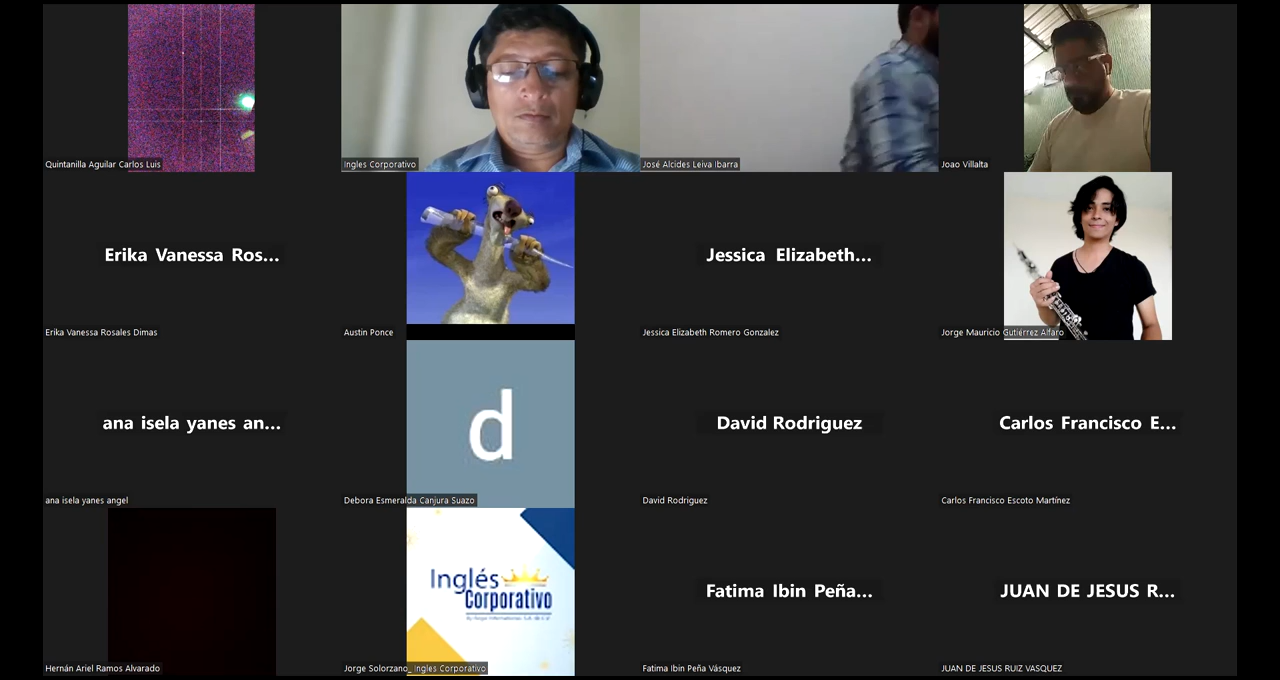 Quintanilla Aguilar Carlos Luis
Ingles Corporativo
José Alcides Leiva Ibarra
Joao Villalta
Erika Vanessa Ros...
Jessica Elizabeth...
Erika Vanessa Rosales Dimas
Austin Ponce
Jessica Elizabeth Romero Gonzalez
Jorge Mauricio Gutiérrez Alfaro
ana isela yanes an...
d
David Rodriguez
Carlos Francisco E...
ana isela yanes angel
Debora Esmeralda Canjura Suazo
David Rodriguez
Carlos Francisco Escoto Martínez
Inglés
Corporativo
Fatima Ibin Peña...
JUAN DE JESUS R...
Hernán Ariel Ramos Alvarado
Jorge Solorzano_ Ingles Corporativo
Fatima Ibin Peña Vásquez
JUAN DE JESUS RUIZ VASQUEZ